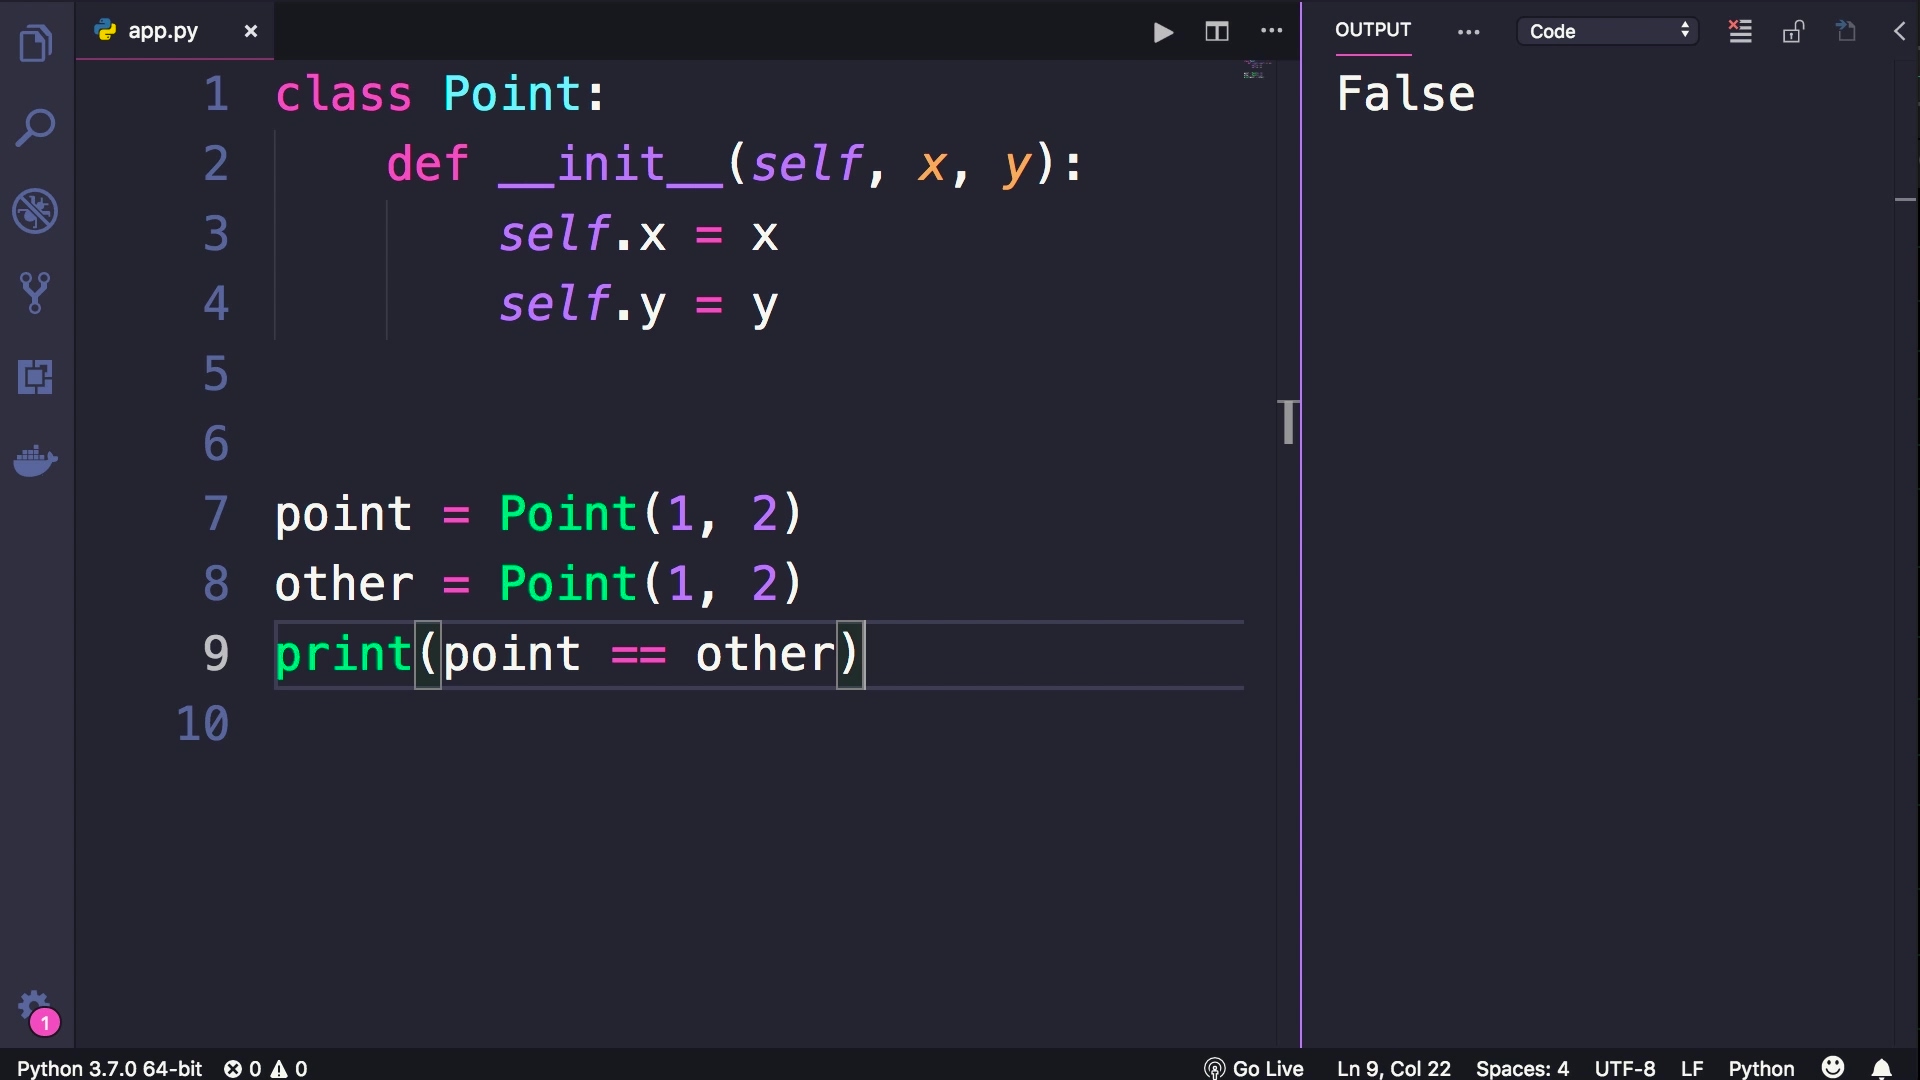 app.py
OUTPUT
Code
1 class Point:
2 def __init__(self, x, y):
3 self.x = x
4 self.y = y
5
6
7 point = Point(1, 2)
8 other = Point(1, 2)
9 print(point == other)
10
False
1
Python 3.7.0 64-bit 0 0 Go Live Ln 9, Col 22 Spaces: 4 UTF-8 LF Python